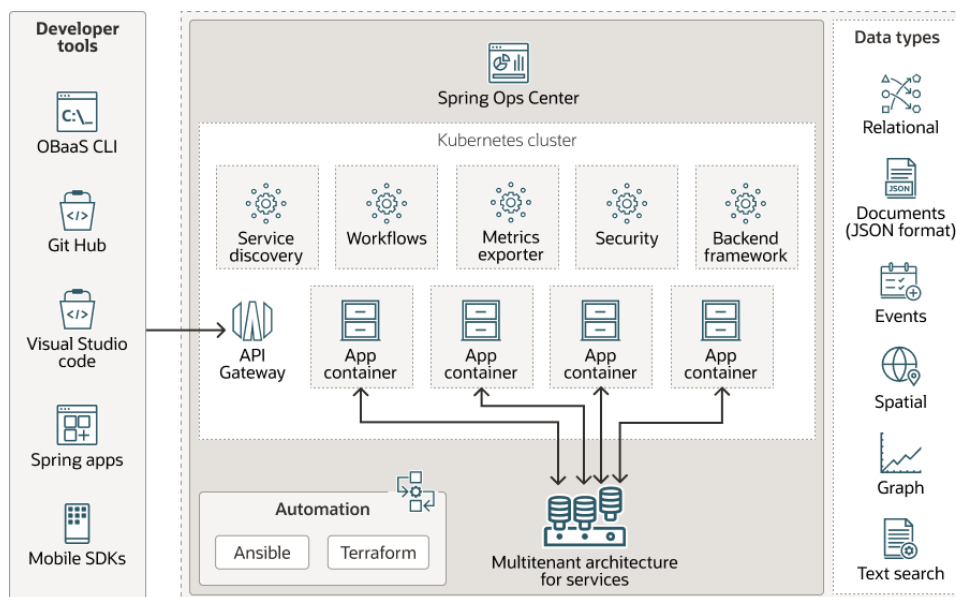 Developer
tools
C:\_
OBaaS CLI
</>
Git Hub
</>
Visual Studio
code
Spring apps
Mobile SDKs
Spring Ops Center
Kubernetes cluster
Service
discovery
Workflows
Metrics
exporter
Security
Backend
framework
API
Gateway
App
container
App
container
App
container
App
container
Automation
Ansible
Terraform
Multitenant architecture
for services
Data types
Relational
JSON
Documents
(JSON format)
Events
Spatial
Graph
Text search